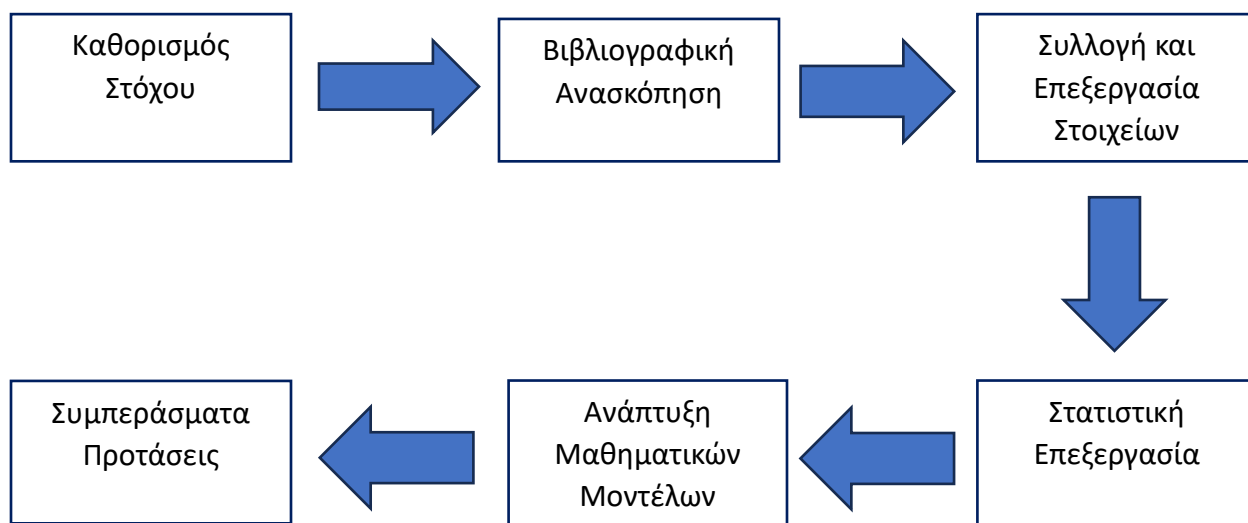 Καθορισμός
Στόχου
Βιβλιογραφική
Ανασκόπηση
Συλλογή και
Επεξεργασία
Στοιχείων
Στατιστική
Επεξεργασία
Ανάπτυξη
Μαθηματικών
Μοντέλων
Συμπεράσματα
Προτάσεις